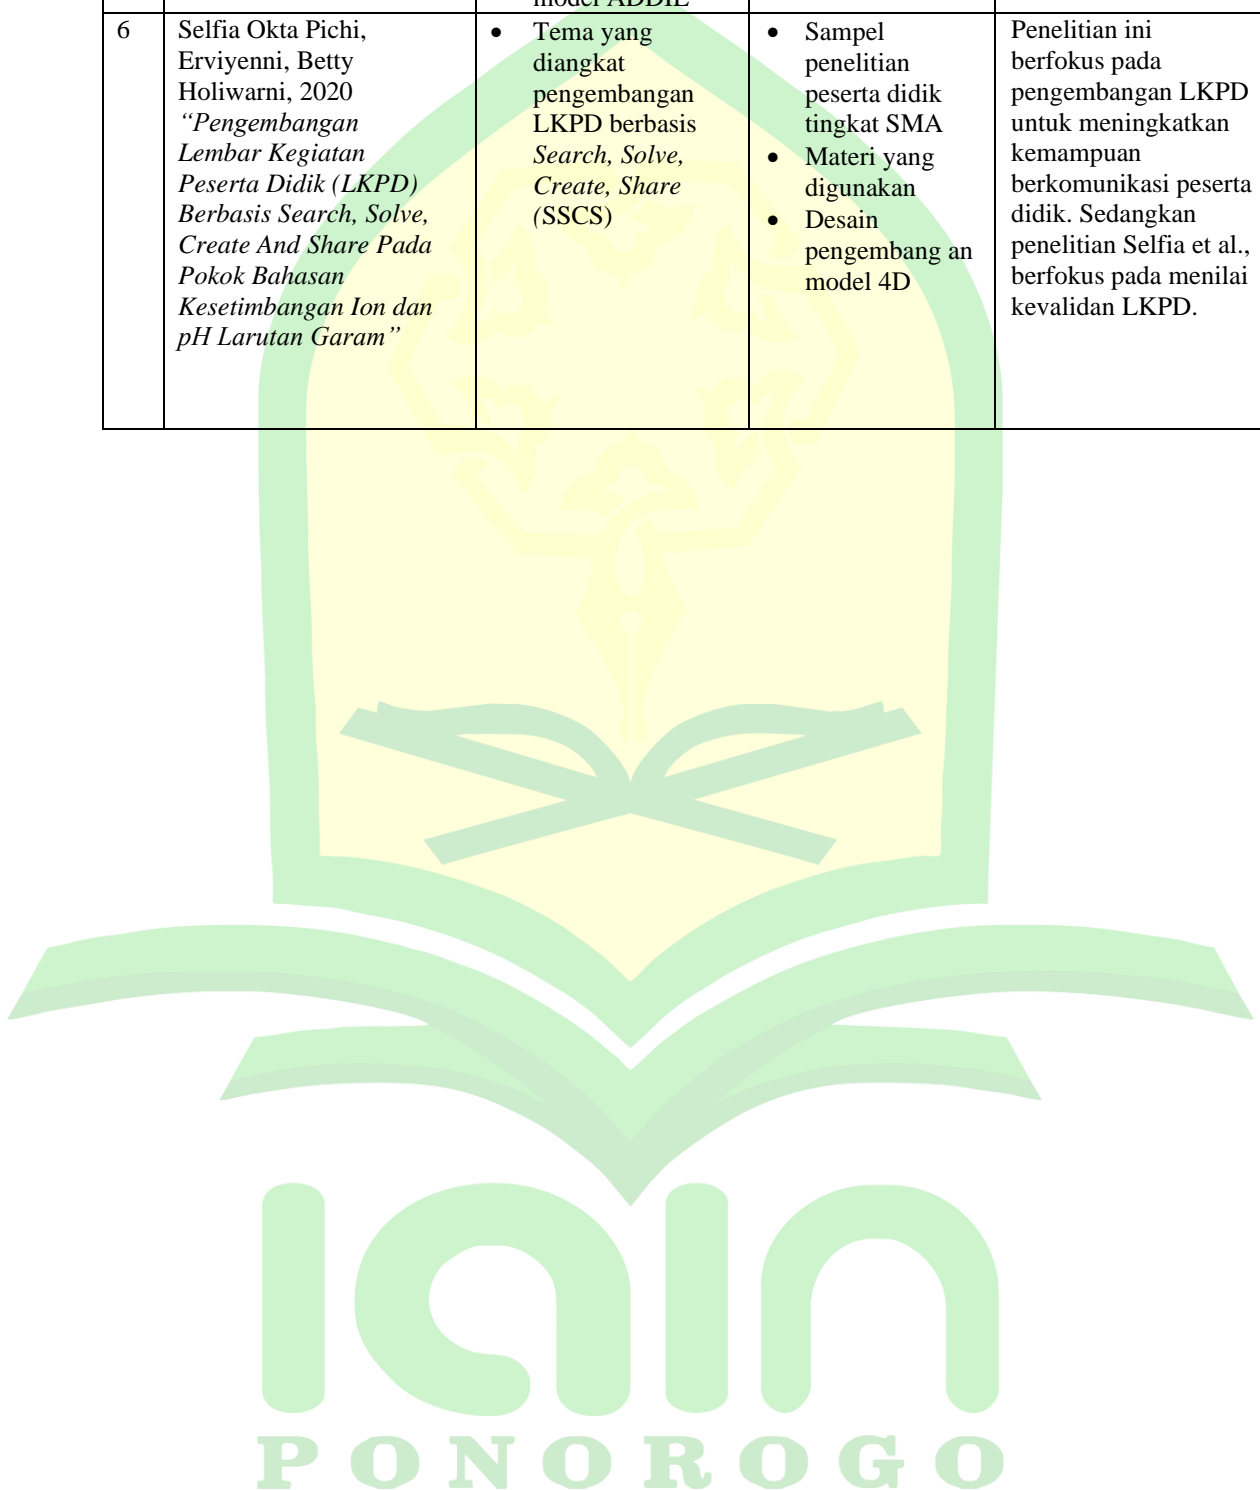 model ADDIE
6
Selfia Okta Pichi,
Erviyenni, Betty
Holiwarni, 2020
“Pengembangan
Lembar Kegiatan
Peserta Didik (LKPD)
Berbasis Search, Solve,
Create And Share Pada
Pokok Bahasan
Kesetimbangan Ion dan
pH Larutan Garam”
• Tema yang
diangkat
pengembangan
LKPD berbasis
Search, Solve,
Create, Share
(SSCS)
• Sampel
penelitian
peserta didik
tingkat SMA
• Materi yang
digunakan
• Desain
pengembang an
model 4D
Penelitian ini
berfokus pada
pengembangan LKPD
untuk meningkatkan
kemampuan
berkomunikasi peserta
didik. Sedangkan
penelitian Selfia et al.,
berfokus pada menilai
kevalidan LKPD.
iain
PONOROGO